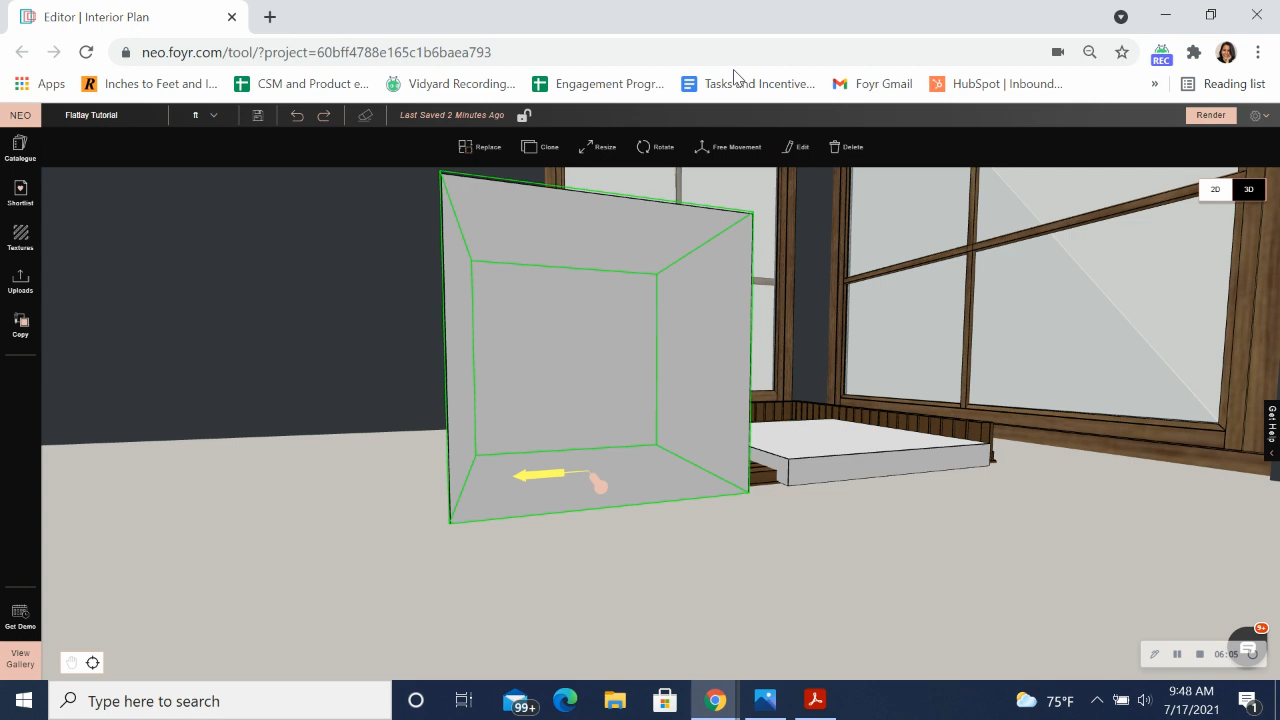 Editor | Interior Plan
neo.foyr.com/tool/?project=60bff4788e165c1b6baea793
REC
Apps
R
Inches to Feet and I...
CSM and Product e...
Vidyard Recording...
Engagement Progr...
Tasks and Incentive...
Foyr Gmail
HubSpot | Inbound...
»
Reading list
NEO
Flatlay Tutorial
ft
Last Saved 2 Minutes Ago
Render
Catalogue
Replace
Clone
Resize
Rotate
Free Movement
Edit
Delete
Shortlist
2D
3D
Textures
Uploads
Copy
Get Help
Get Demo
View
Gallery
9+
06:05
Type here to search
99+
75°F
9:48 AM
7/17/2021
1